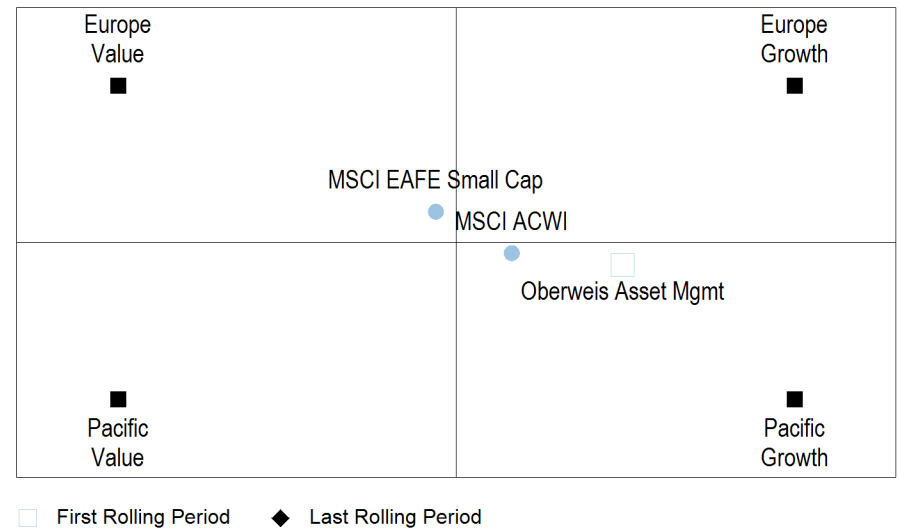 Europe
Value
Europe
Growth
MSCI EAFE Small Cap
MSCI ACWI
Oberweis Asset Mgmt
Pacific
Value
Pacific
Growth
First Rolling Period
Last Rolling Period